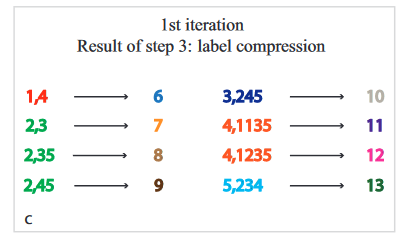 1st iteration
Result of step 3: label compression
1,4 → 6 3,245 → 10
2,3 → 7 4,1135 → 11
2,35 → 8 4,1235 → 12
2,45 → 9 5,234 → 13
C